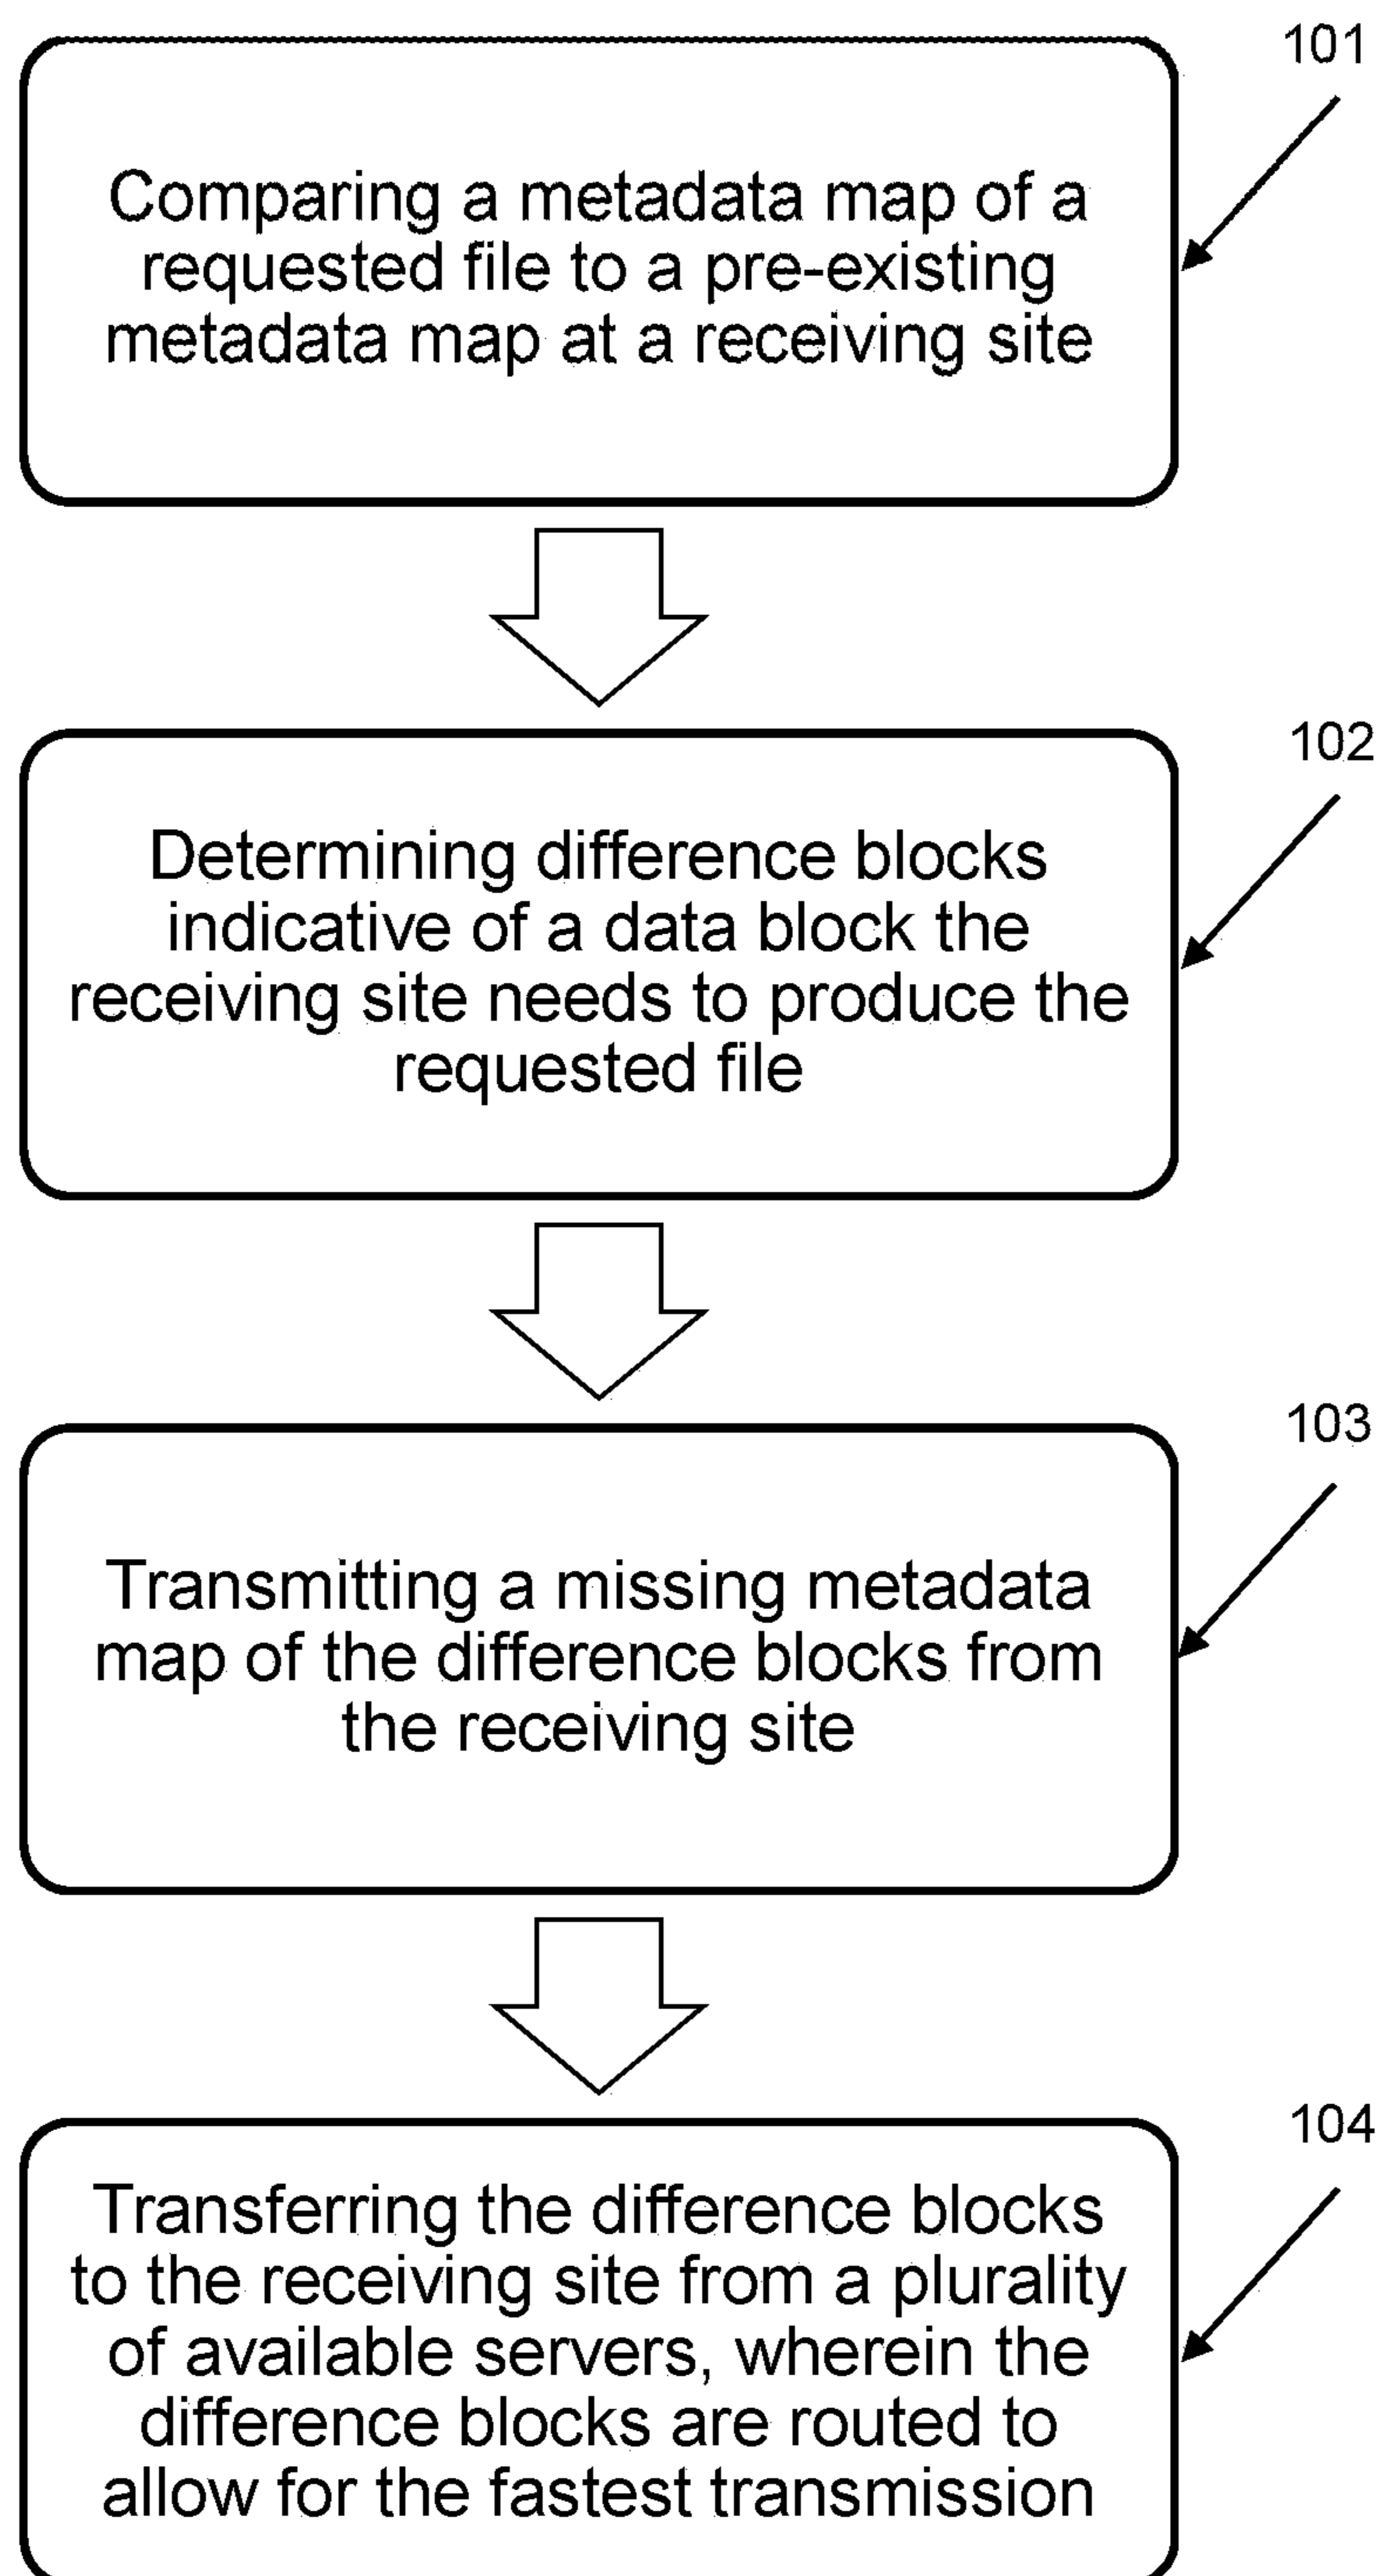 101
Comparing a metadata map of a
requested file to a pre-existing
metadata map at a receiving site
102
Determining difference blocks
indicative of a data block the
receiving site needs to produce the
requested file
103
Transmitting a missing metadata
map of the difference blocks from
the receiving site
104
Transferring the difference blocks
to the receiving site from a plurality
of available servers, wherein the
difference blocks are routed to
allow for the fastest transmission